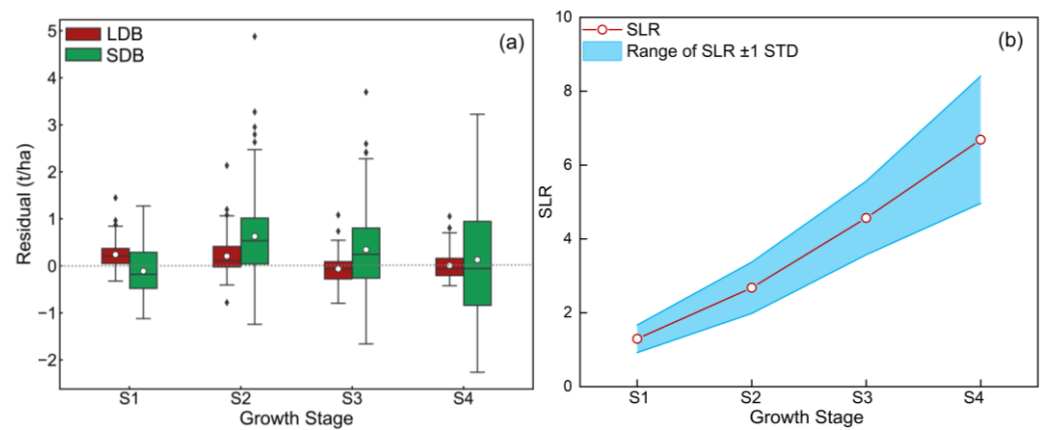 5
4
3
2
1
0
−1
−2
Residual (t/ha)
LDB
SDB
(a)
S1 S2 S3 S4
Growth Stage
10
8
6
4
2
0
SLR
SLR
Range of SLR ±1 STD
(b)
S1 S2 S3 S4
Growth Stage